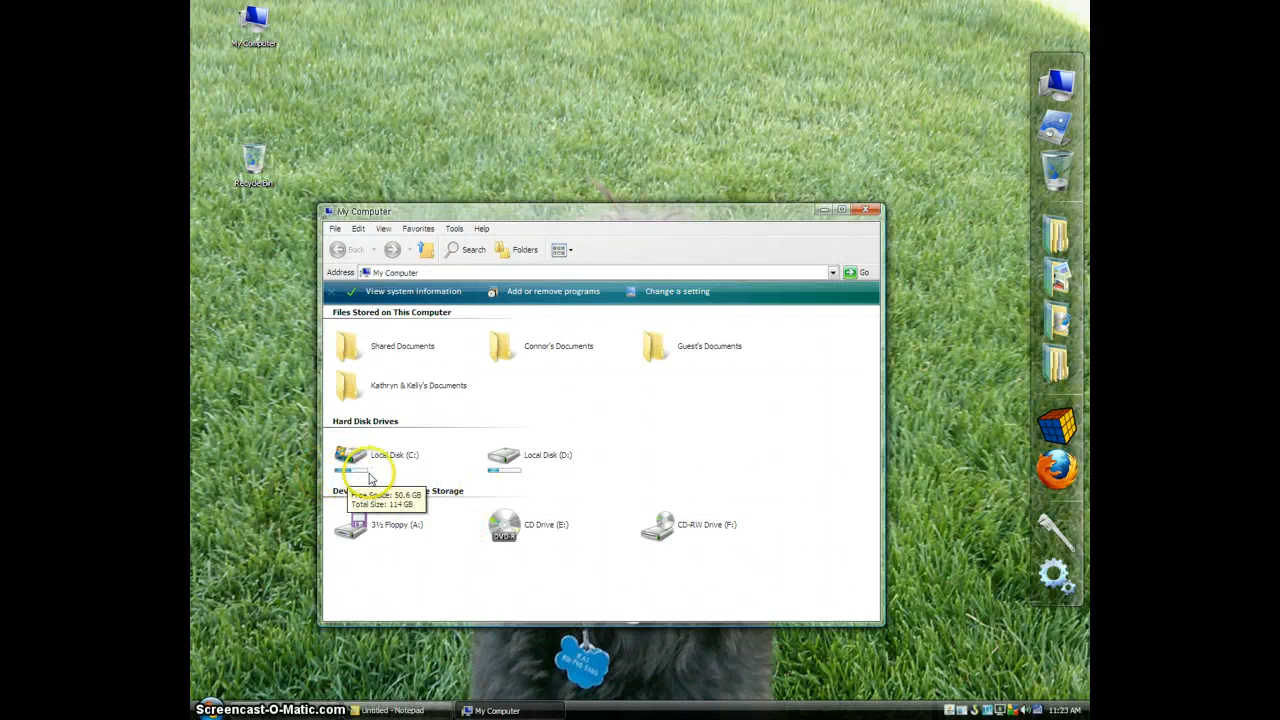 My Computer
Recycle Bin
My Computer
File Edit View Favorites Tools Help
Back Search Folders
Address My Computer Go
View system information Add or remove programs Change a setting
Files Stored on This Computer
Shared Documents Connor's Documents Guest's Documents
Kathryn & Kelly's Documents
Hard Disk Drives
Local Disk (C:) Local Disk (D:)
Storage
Free Space: 50.6 GB
Total Size: 114 GB
3½ Floppy (A:) CD Drive (E:) CD-RW Drive (F:)
DVD-R
Screencast-O-Matic.com Untitled - Notepad My Computer 11:23 AM